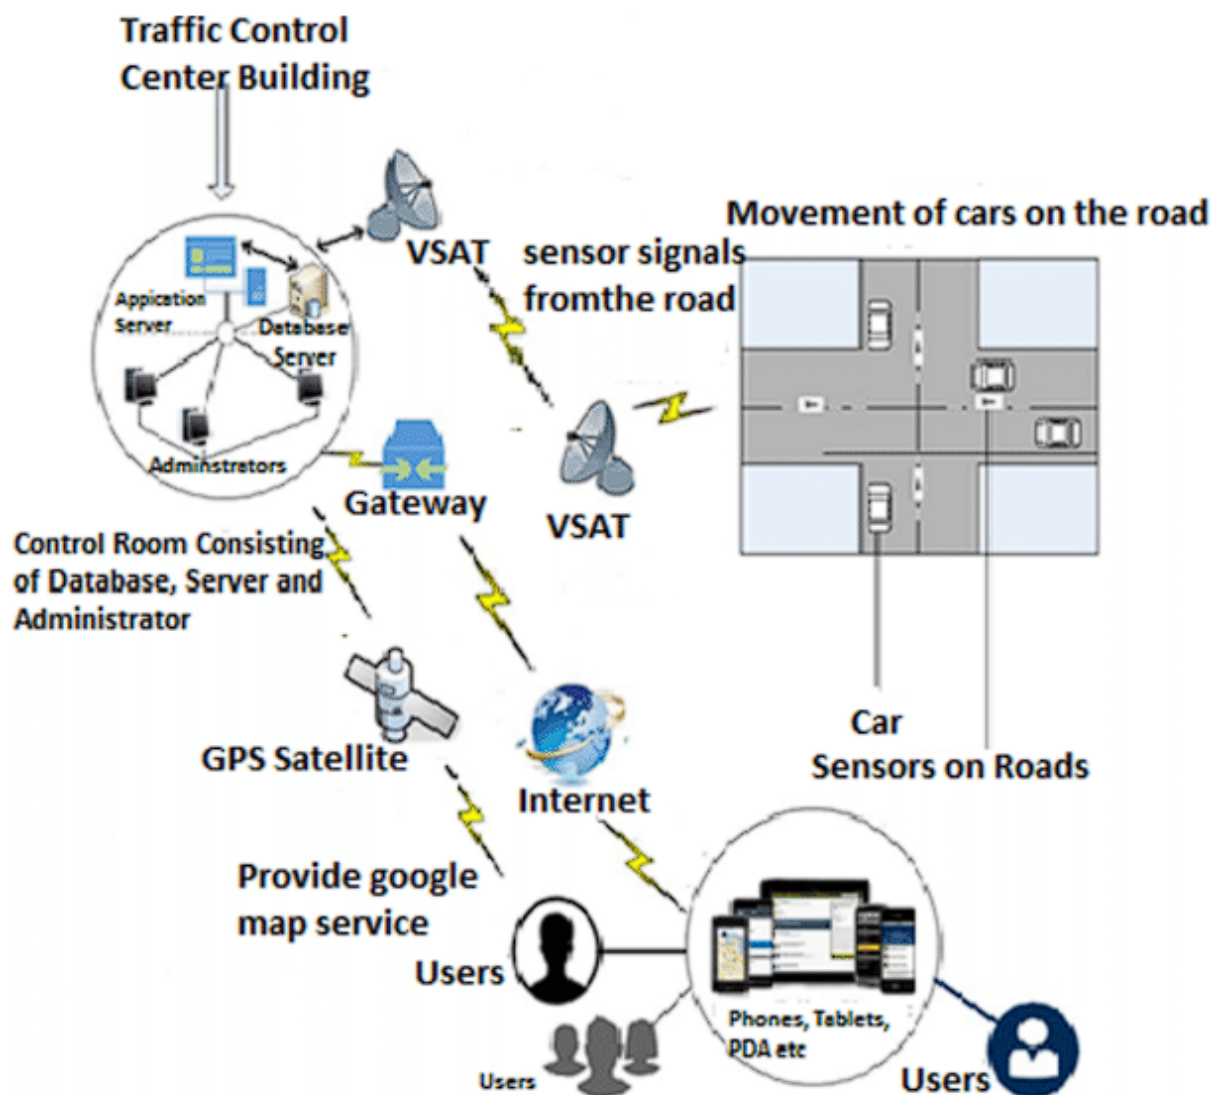 Traffic Control
Center Building
Movement of cars on the road
VSAT
sensor signals
fromthe road
Appication
Server
Database
Server
Adminstrators
Gateway
VSAT
Control Room Consisting
of Database, Server and
Administrator
GPS Satellite
Internet
Car
Sensors on Roads
Provide google
map service
Users
Phones, Tablets,
PDA etc
Users
Users